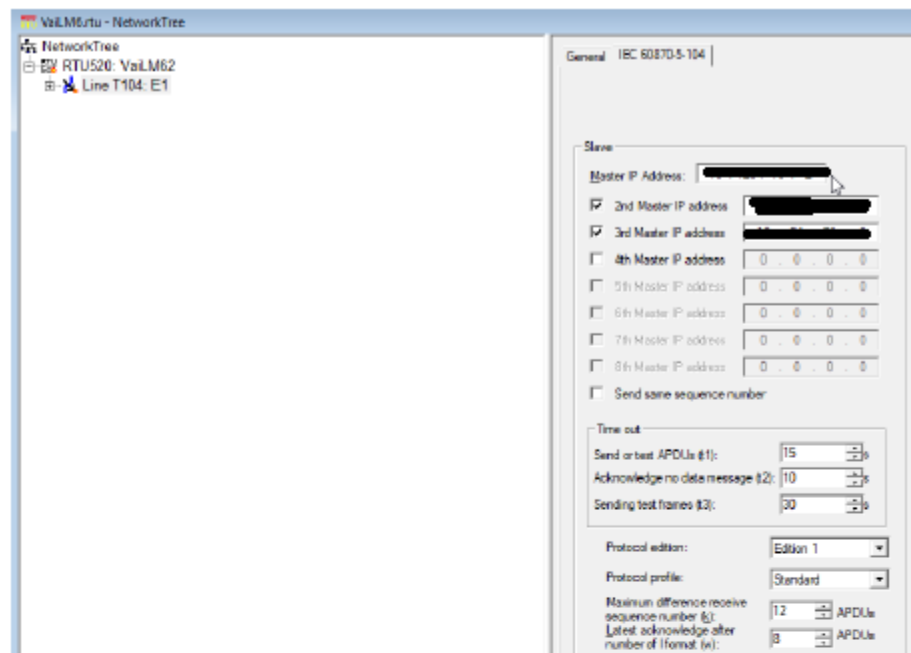 VaiLM6.rtu - NetworkTree
NetworkTree
RTU520: VaiLM62
Line T104: E1
General IEC 60870-5-104
Slave
Master IP Address:
2nd Master IP address
3rd Master IP address
4th Master IP address 0 . 0 . 0 . 0
5th Master IP address 0 . 0 . 0 . 0
6th Master IP address 0 . 0 . 0 . 0
7th Master IP address 0 . 0 . 0 . 0
8th Master IP address 0 . 0 . 0 . 0
Send same sequence number
Time out
Send or test APDUs (t1): 15 s
Acknowledge no data message (t2): 10 s
Sending test frames (t3): 30 s
Protocol edition: Edition 1
Protocol profile: Standard
Maximum difference receive
sequence number (k): 12 APDUs
Latest acknowledge after
number of I format (w): 8 APDUs